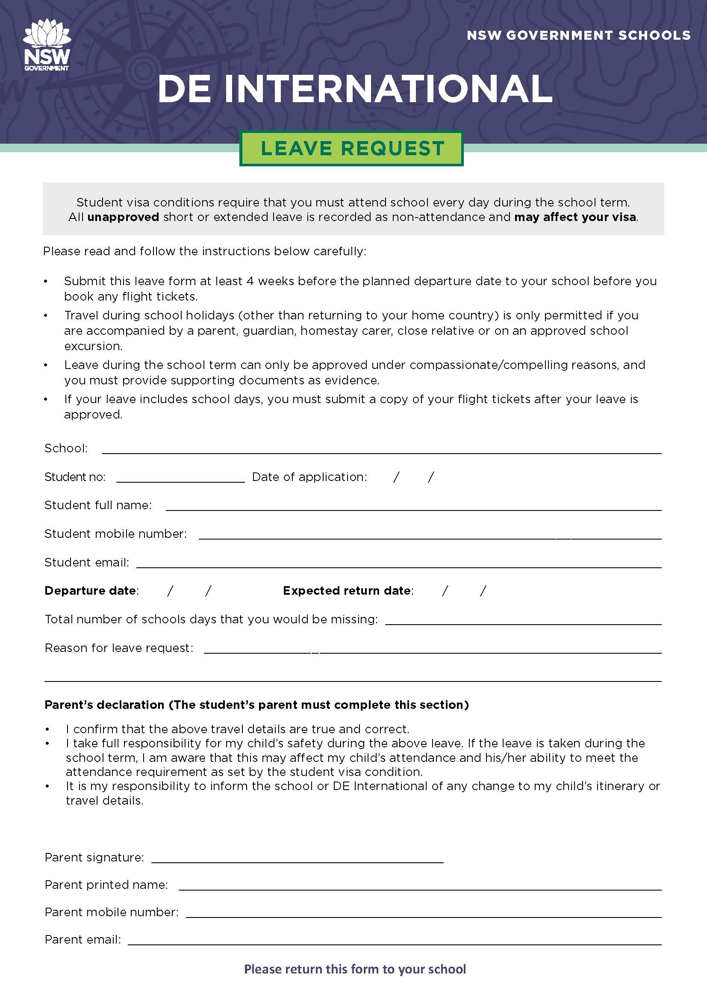 NSW
GOVERNMENT
NSW GOVERNMENT SCHOOLS
DE INTERNATIONAL
LEAVE REQUEST
Student visa conditions require that you must attend school every day during the school term.
All unapproved short or extended leave is recorded as non-attendance and may affect your visa.
Please read and follow the instructions below carefully:
• Submit this leave form at least 4 weeks before the planned departure date to your school before you
book any flight tickets.
• Travel during school holidays (other than returning to your home country) is only permitted if you
are accompanied by a parent, guardian, homestay carer, close relative or on an approved school
excursion.
• Leave during the school term can only be approved under compassionate/compelling reasons, and
you must provide supporting documents as evidence.
• If your leave includes school days, you must submit a copy of your flight tickets after your leave is
approved.
School:
Student no: Date of application: / /
Student full name:
Student mobile number:
Student email:
Departure date: / / Expected return date: / /
Total number of schools days that you would be missing:
Reason for leave request:
Parent’s declaration (The student’s parent must complete this section)
• I confirm that the above travel details are true and correct.
• I take full responsibility for my child’s safety during the above leave. If the leave is taken during the
school term, I am aware that this may affect my child’s attendance and his/her ability to meet the
attendance requirement as set by the student visa condition.
• It is my responsibility to inform the school or DE International of any change to my child’s itinerary or
travel details.
Parent signature:
Parent printed name:
Parent mobile number:
Parent email:
Please return this form to your school